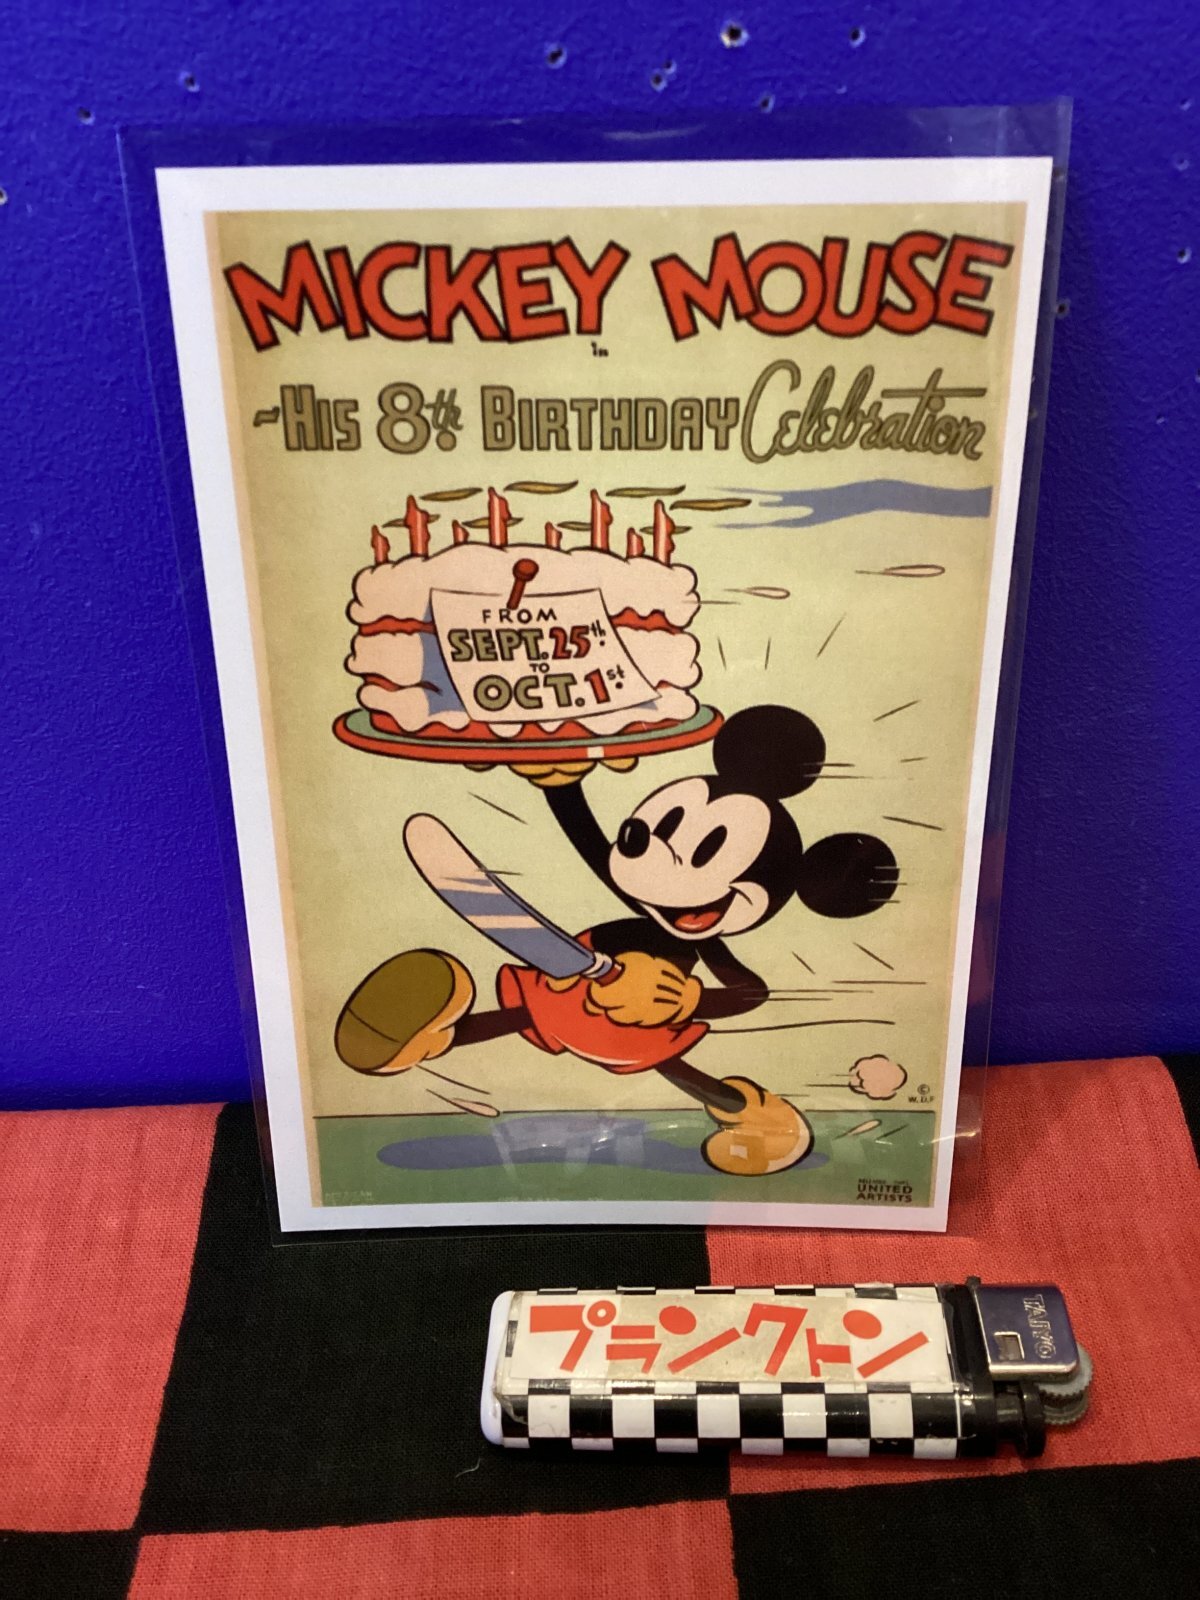 MICKEY MOUSE
in
~HIS 8th BIRTHDAY Celebration
FROM
SEPT. 25th
TO
OCT. 1st
©
W.D.P
UNITED
ARTISTS
プランクトン